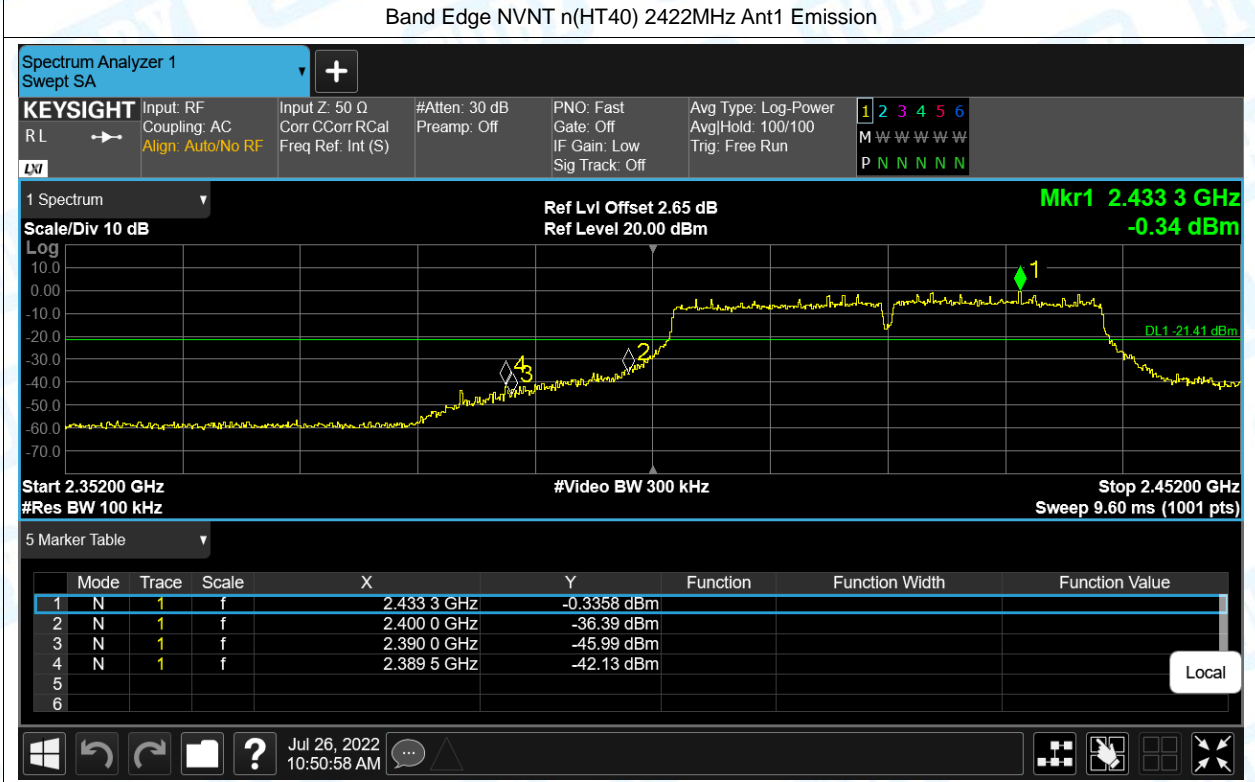 Band Edge NVNT n(HT40) 2422MHz Ant1 Emission
Spectrum Analyzer 1
Swept SA
+
KEYSIGHT Input: RF Input Z: 50 Ω #Atten: 30 dB PNO: Fast Avg Type: Log-Power 1 2 3 4 5 6
RL Coupling: AC Corr CCorr RCal Preamp: Off Gate: Off Avg|Hold: 100/100 M W W W W W
Align: Auto/No RF Freq Ref: Int (S) IF Gain: Low Trig: Free Run
LXI Sig Track: Off P N N N N N
1 Spectrum Ref Lvl Offset 2.65 dB Mkr1 2.433 3 GHz
Scale/Div 10 dB Ref Level 20.00 dBm -0.34 dBm
Log
10.0 1
0.00
-10.0
-20.0 DL1 -21.41 dBm
-30.0 4 2
-40.0 3
-50.0
-60.0
-70.0
Start 2.35200 GHz #Video BW 300 kHz Stop 2.45200 GHz
#Res BW 100 kHz Sweep 9.60 ms (1001 pts)
5 Marker Table
Mode Trace Scale X Y Function Function Width Function Value
1 N 1 f 2.433 3 GHz -0.3358 dBm
2 N 1 f 2.400 0 GHz -36.39 dBm
3 N 1 f 2.390 0 GHz -45.99 dBm
4 N 1 f 2.389 5 GHz -42.13 dBm
5
6
Local
? Jul 26, 2022
10:50:58 AM